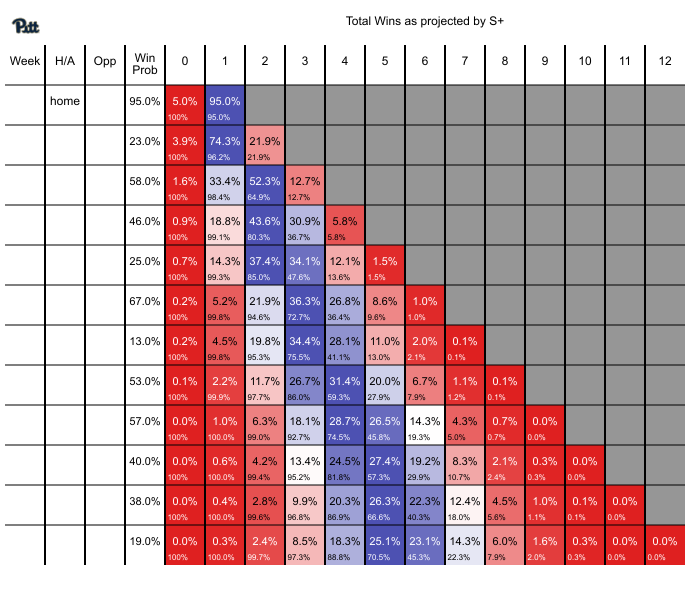 Pitt
Total Wins as projected by S+
Week H/A Opp Win Prob 0 1 2 3 4 5 6 7 8 9 10 11 12
home 95.0% 5.0% 95.0%
100% 95.0%
23.0% 3.9% 74.3% 21.9%
100% 96.2% 21.9%
58.0% 1.6% 33.4% 52.3% 12.7%
100% 98.4% 64.9% 12.7%
46.0% 0.9% 18.8% 43.6% 30.9% 5.8%
100% 99.1% 80.3% 36.7% 5.8%
25.0% 0.7% 14.3% 37.4% 34.1% 12.1% 1.5%
100% 99.3% 85.0% 47.6% 13.6% 1.5%
67.0% 0.2% 5.2% 21.9% 36.3% 26.8% 8.6% 1.0%
100% 99.8% 94.6% 72.7% 36.4% 9.6% 1.0%
13.0% 0.2% 4.5% 19.8% 34.4% 28.1% 11.0% 2.0% 0.1%
100% 99.8% 95.3% 75.5% 41.1% 13.0% 2.1% 0.1%
53.0% 0.1% 2.2% 11.7% 26.7% 31.4% 20.0% 6.7% 1.1% 0.1%
100% 99.9% 97.7% 86.0% 59.3% 27.9% 7.9% 1.2% 0.1%
57.0% 0.0% 1.0% 6.3% 18.1% 28.7% 26.5% 14.3% 4.3% 0.7% 0.0%
100% 100.0% 99.0% 92.7% 74.5% 45.8% 19.3% 5.0% 0.7% 0.0%
40.0% 0.0% 0.6% 4.2% 13.4% 24.5% 27.4% 19.2% 8.3% 2.1% 0.3% 0.0%
100% 100.0% 99.4% 95.2% 81.8% 57.3% 29.9% 10.7% 2.4% 0.3% 0.0%
38.0% 0.0% 0.4% 2.8% 9.9% 20.3% 26.3% 22.3% 12.4% 4.5% 1.0% 0.1% 0.0%
100% 100.0% 99.6% 96.8% 86.9% 66.6% 40.3% 18.0% 5.6% 1.1% 0.1% 0.0%
19.0% 0.0% 0.3% 2.4% 8.5% 18.3% 25.1% 23.1% 14.3% 6.0% 1.6% 0.3% 0.0% 0.0%
100% 100.0% 99.7% 97.3% 88.8% 70.5% 45.3% 22.3% 7.9% 2.0% 0.3% 0.0% 0.0%